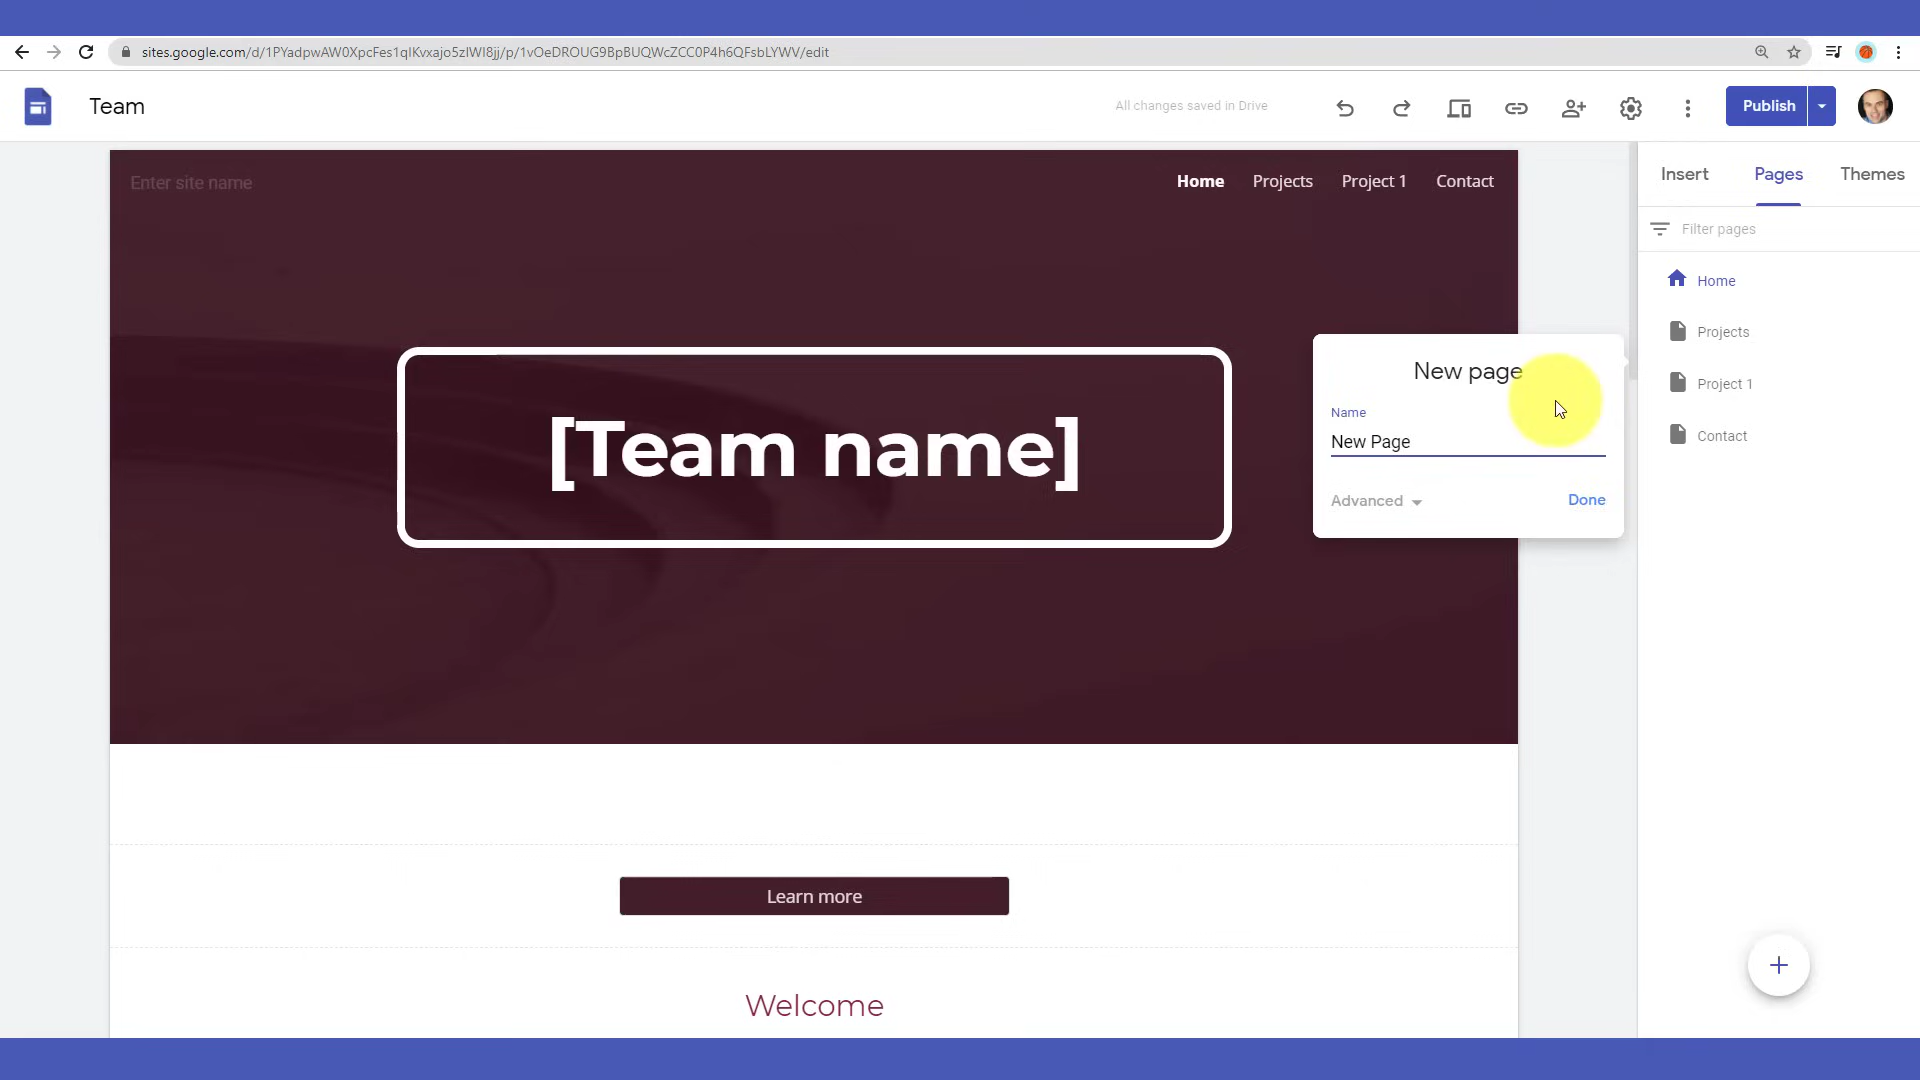 sites.google.com/d/1PYadpwAW0XpcFes1qIKvxajo5zIWI8jj/p/1vOeDROUG9BpBUQWcZCC0P4h6QFsbLYWV/edit
Team
All changes saved in Drive
Publish
Enter site name
Home
Projects
Project 1
Contact
Insert
Pages
Themes
Filter pages
Home
Projects
Project 1
Contact
New page
Name
New Page
Advanced
Done
[Team name]
Learn more
Welcome